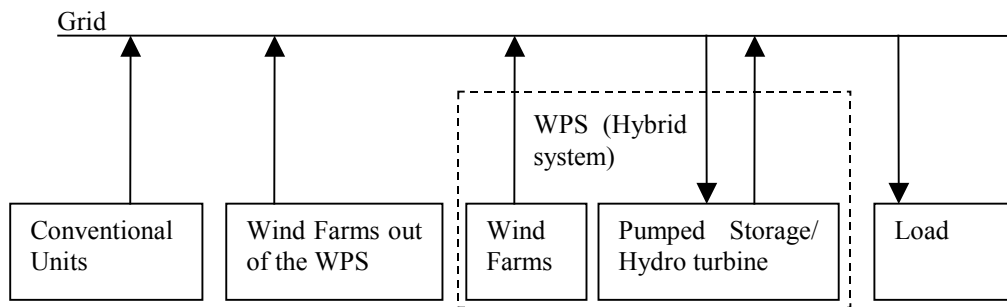 Grid
WPS (Hybrid
system)
Conventional
Units
Wind Farms out
of the WPS
Wind
Farms
Pumped Storage/
Hydro turbine
Load